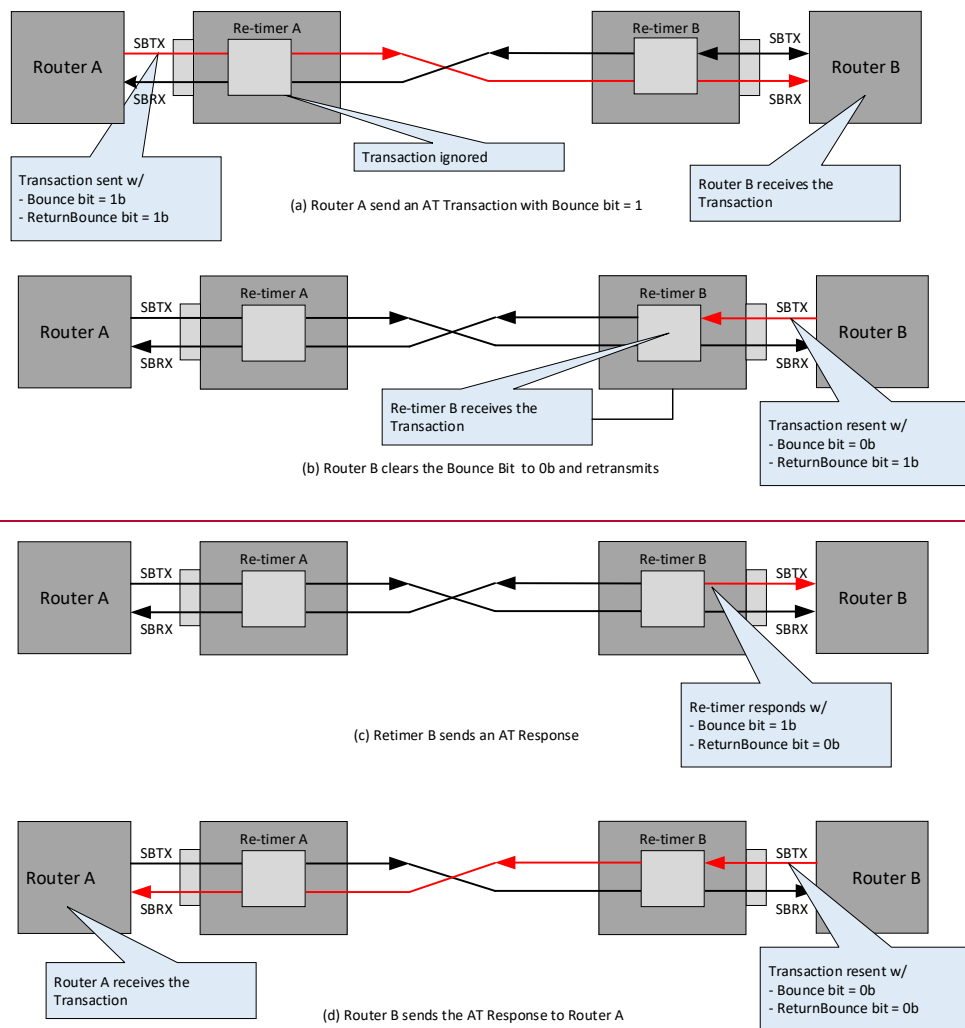 Re-timer A
Re-timer B
SBTX
Router A
Router B
SBRX
SBRX
Transaction ignored
Transaction sent w/
- Bounce bit = 1b
- ReturnBounce bit = 1b
Router B receives the
Transaction
(a) Router A send an AT Transaction with Bounce bit = 1
Re-timer A
Re-timer B
SBTX
SBTX
Router A
Router B
SBRX
SBRX
Re-timer B receives the
Transaction
Transaction resent w/
- Bounce bit = 0b
- ReturnBounce bit = 1b
(b) Router B clears the Bounce Bit to 0b and retransmits
Re-timer A
Re-timer B
SBTX
SBTX
Router A
Router B
SBRX
SBRX
Re-timer responds w/
- Bounce bit = 1b
- ReturnBounce bit = 0b
(c) Retimer B sends an AT Response
Re-timer A
Re-timer B
SBTX
SBTX
Router A
Router B
SBRX
SBRX
Router A receives the
Transaction
Transaction resent w/
- Bounce bit = 0b
- ReturnBounce bit = 0b
(d) Router B sends the AT Response to Router A